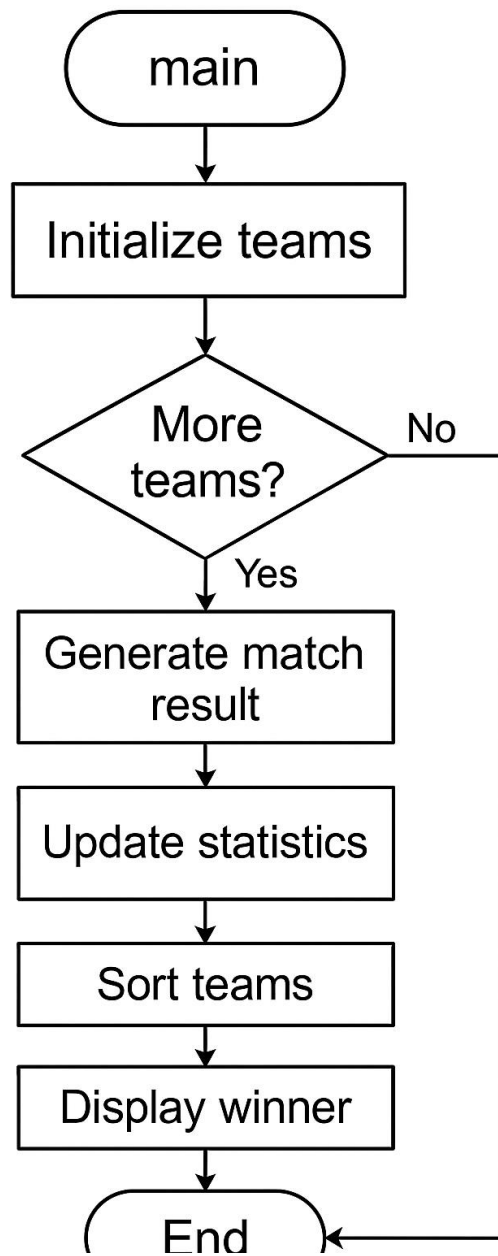 main
Initialize teams
More
teams?
No
Yes
Generate match
result
Update statistics
Sort teams
Display winner
End